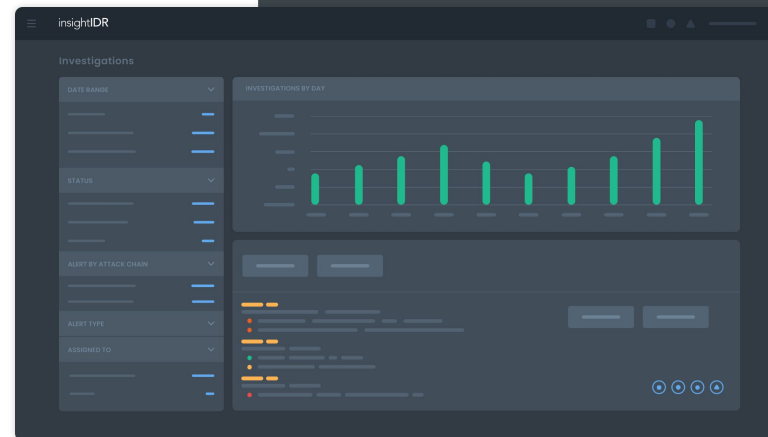 insightIDR
Investigations
DATE RANGE
INVESTIGATIONS BY DAY
STATUS
ALERT BY ATTACK CHAIN
ALERT TYPE
ASSIGNED TO